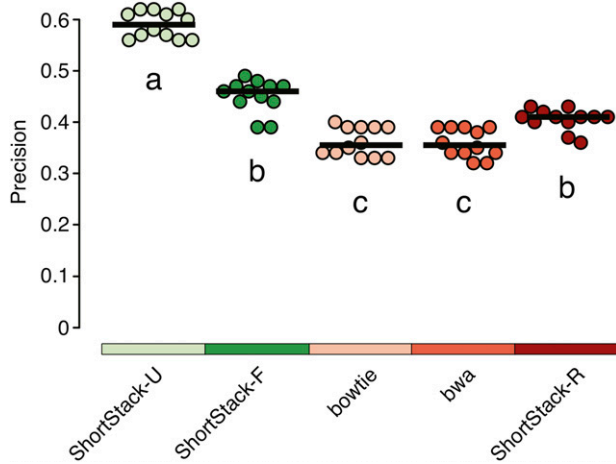 0.6
0.5
0.4
0.3
0.2
0.1
0
Precision
a
b
c
c
b
ShortStack-U
ShortStack-F
bowtie
bwa
ShortStack-R